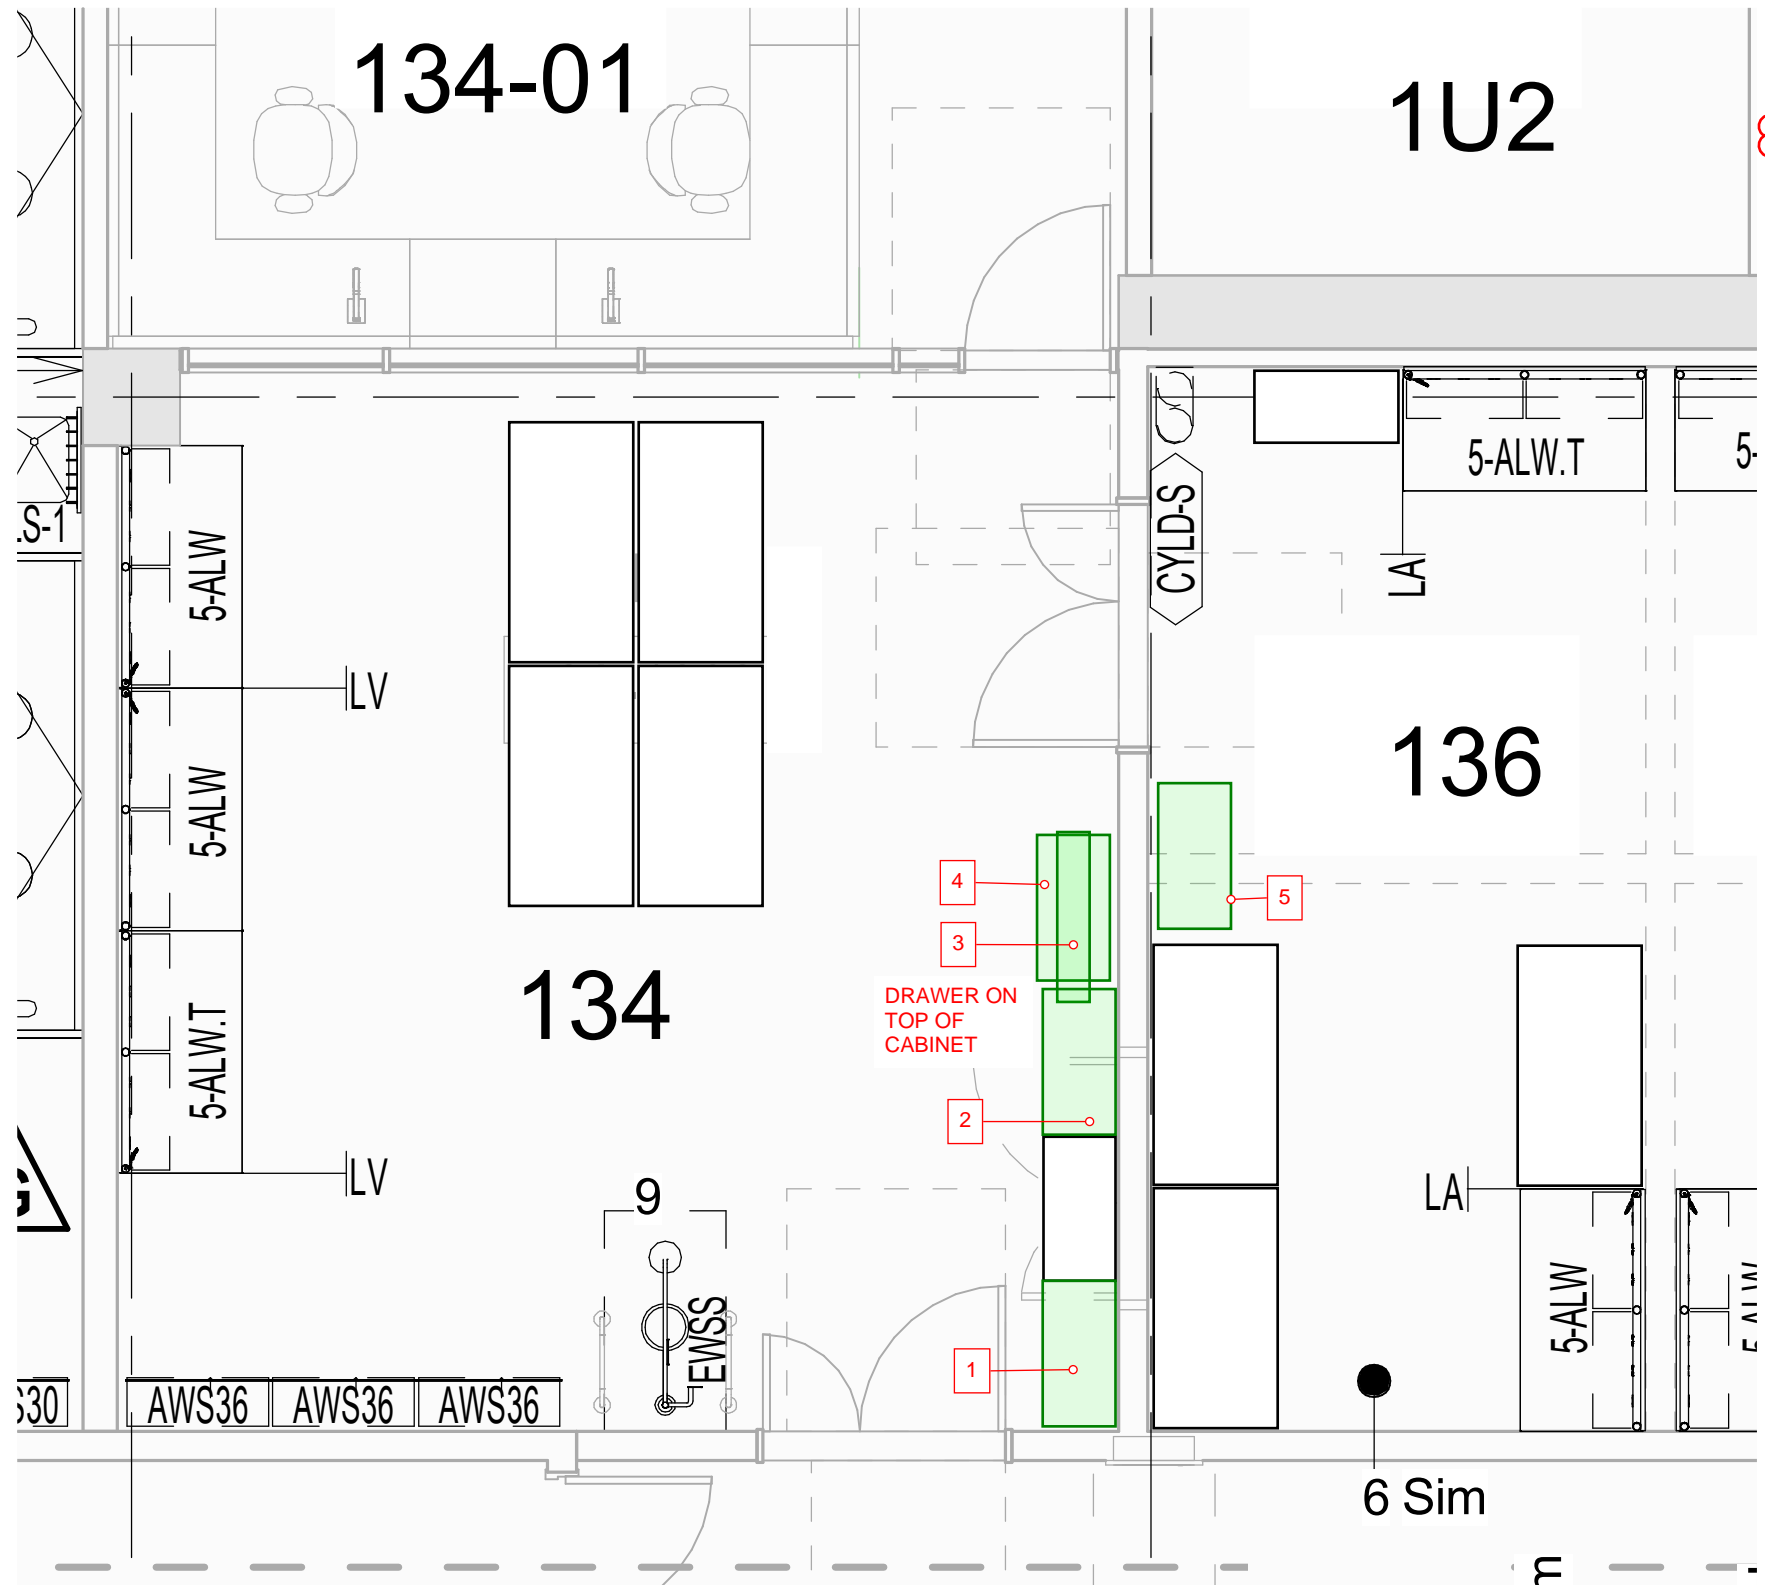 134-01
1U2
8
5-ALW.T
5-
.S-1
5-ALW
CYLD-S
LA
LV
136
5-ALW
4
5
3
134
DRAWER ON
TOP OF
CABINET
5-ALW.T
2
LV
9
LA
G
EWSS
5-ALW
1
S30
AWS36
AWS36
AWS36
6 Sim
m